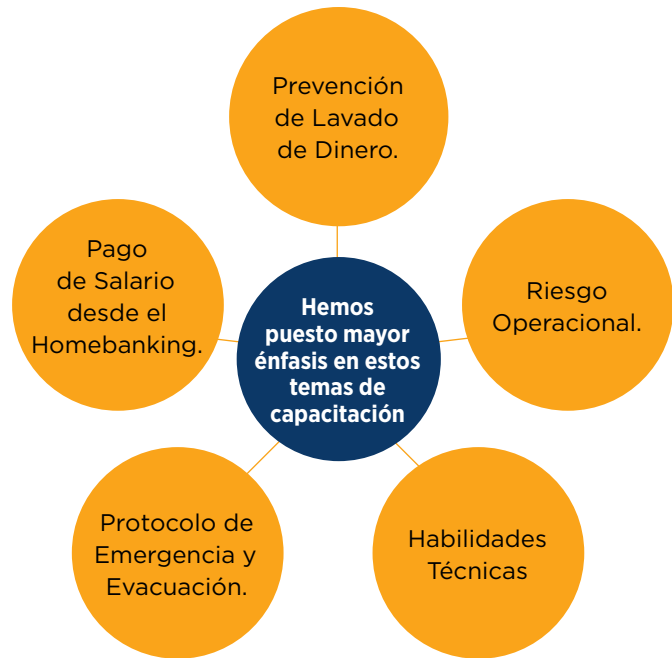 Prevención
de Lavado
de Dinero.
Pago
de Salario
desde el
Homebanking.
Hemos
puesto mayor
énfasis en estos
temas de
capacitación
Riesgo
Operacional.
Protocolo de
Emergencia y
Evacuación.
Habilidades
Técnicas